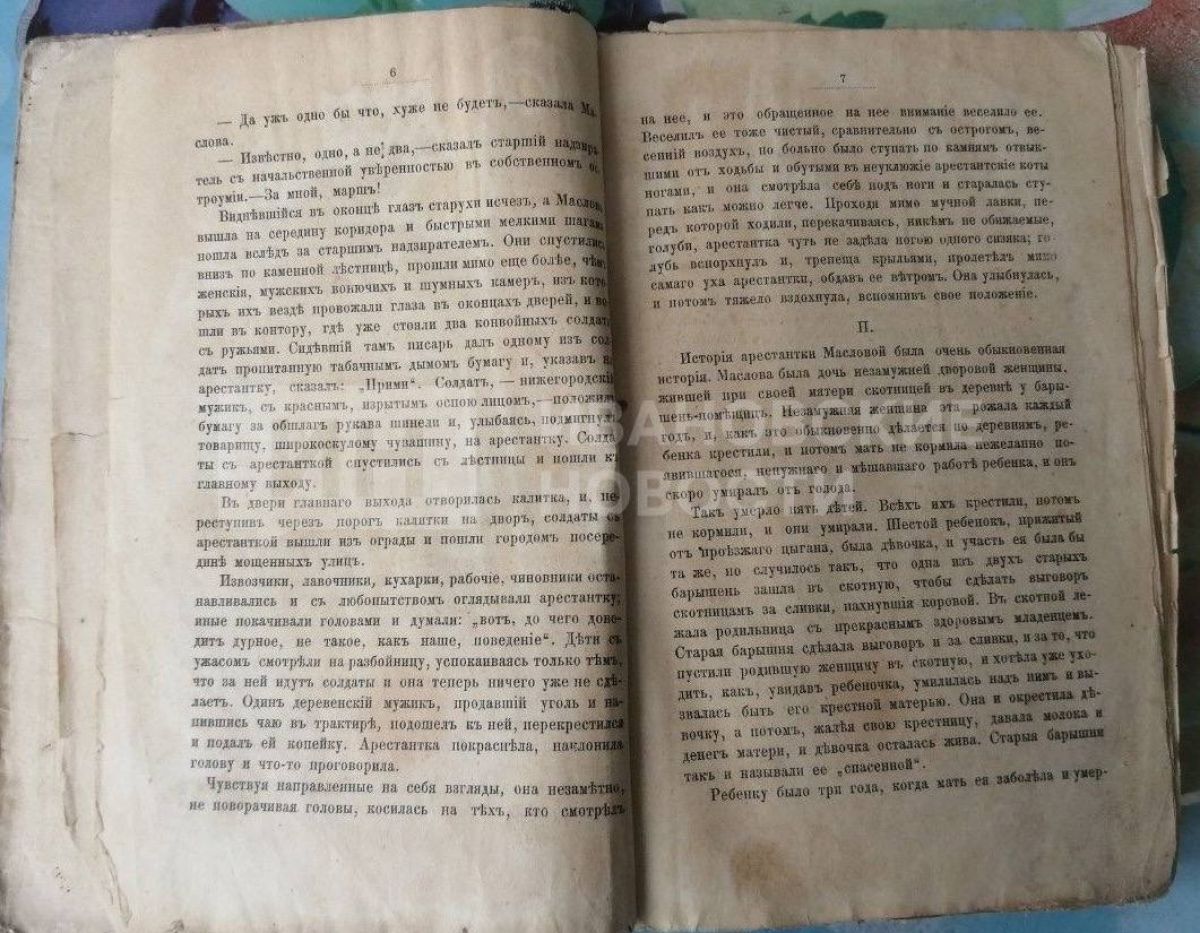 6
— Да ужъ одно бы что, хуже не будетъ,—сказала Ма-
слова.
— Извѣстно, одно, а не два,—сказалъ старшій надзира-
тель съ начальственной увѣренностью въ собственномъ ос-
троуміи.—За мной, маршъ!
Виднѣвшійся въ оконцѣ глазъ старухи исчезъ, а Маслова
вышла на середину коридора и быстрыми мелкими шагами
пошла вслѣдъ за старшимъ надзирателемъ. Они спустились
внизъ по каменной лѣстницѣ, прошли мимо еще болѣе, чѣмъ
женскія, мужскихъ вонючихъ и шумныхъ камеръ, изъ кото-
рыхъ ихъ вездѣ провожали глаза въ оконцахъ дверей, и во-
шли въ контору, гдѣ уже стояли два конвойныхъ солдата
съ ружьями. Сидѣвшій тамъ писарь далъ одному изъ сол-
датъ пропитанную табачнымъ дымомъ бумагу и, указавъ на
арестантку, сказалъ: „Прими“. Солдатъ, — нижегородскій
мужикъ, съ краснымъ, изрытымъ оспою лицомъ,—положилъ
бумагу за обшлагъ рукава шинели и, улыбаясь, подмигнулъ
товарищу, широкоскулому чувашину, на арестантку. Солда-
ты съ арестанткой спустились съ лѣстницы и пошли къ
главному выходу.
Въ двери главнаго выхода отворилась калитка, и, пе-
реступивъ черезъ порогъ калитки на дворъ, солдаты съ
арестанткой вышли изъ ограды и пошли городомъ посере-
динѣ мощенныхъ улицъ.
Извозчики, лавочники, кухарки, рабочіе, чиновники оста-
навливались и съ любопытствомъ оглядывали арестантку;
иные покачивали головами и думали: „вотъ, до чего дово-
дитъ дурное, не такое, какъ наше, поведеніе“. Дѣти съ
ужасомъ смотрѣли на разбойницу, успокаиваясь только тѣмъ,
что за ней идутъ солдаты и она теперь ничего уже не сдѣ-
лаетъ. Одинъ деревенскій мужикъ, продавшій уголь и на-
пившись чаю въ трактирѣ, подошелъ къ ней, перекрестился
и подалъ ей копейку. Арестантка покраснѣла, наклонила
голову и что-то проговорила.
Чувствуя направленные на себя взгляды, она незамѣтно,
не поворачивая головы, косилась на тѣхъ, кто смотрѣлъ
7
на нее, и это обращенное на нее вниманіе веселило ее.
Веселилъ ее тоже чистый, сравнительно съ острогомъ, ве-
сенній воздухъ, но больно было ступать по камнямъ отвык-
шими отъ ходьбы и обутыми въ неуклюжіе арестантскіе коты
ногами, и она смотрѣла себѣ подъ ноги и старалась сту-
пать какъ можно легче. Проходя мимо мучной лавки, пе-
редъ которой ходили, перекачиваясь, никѣмъ не обижаемые,
голуби, арестантка чуть не задѣла ногою одного сизяка; го-
лубь вспорхнулъ и, трепеща крыльями, пролетѣлъ мимо
самаго уха арестантки, обдавъ ее вѣтромъ. Она улыбнулась,
и потомъ тяжело вздохнула, вспомнивъ свое положеніе.
II.
Исторія арестантки Масловой была очень обыкновенная
исторія. Маслова была дочь незамужней дворовой женщины,
жившей при своей матери скотницѣ въ деревнѣ у бары-
шень-помѣщицъ. Незамужняя женщина эта рожала каждый
годъ, и, какъ это обыкновенно дѣлается по деревнямъ, ре-
бенка крестили, и потомъ мать не кормила нежеланно по-
явившагося, ненужнаго и мѣшавшаго работѣ ребенка, и онъ
скоро умиралъ отъ голода.
Такъ умерло пять дѣтей. Всѣхъ ихъ крестили, потомъ
не кормили, и они умирали. Шестой ребенокъ, прижитый
отъ проѣзжаго цыгана, была дѣвочка, и участь ея была бы
та же, но случилось такъ, что одна изъ двухъ старыхъ
барышень зашла въ скотную, чтобы сдѣлать выговоръ
скотницамъ за сливки, пахнувшія коровой. Въ скотной ле-
жала родильница съ прекраснымъ здоровымъ младенцемъ.
Старая барышня сдѣлала выговоръ и за сливки, и за то, что
пустили родившую женщину въ скотную, и хотѣла уже ухо-
дить, какъ, увидавъ ребеночка, умилилась надъ нимъ и вы-
звалась быть его крестной матерью. Она и окрестила дѣ-
вочку, а потомъ, жалѣя свою крестницу, давала молока и
денегъ матери, и дѣвочка осталась жива. Старыя барышни
такъ и называли ее „спасенной“.
Ребенку было три года, когда мать ея заболѣла и умер-